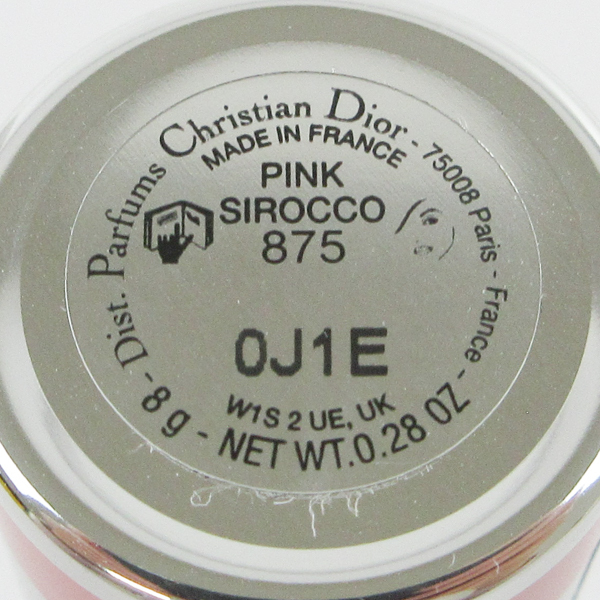 Dist. Parfums Christian Dior - 75008 Paris - France -
MADE IN FRANCE
PINK
SIROCCO
875
0J1E
W1S 2 UE, UK
8 g - NET WT.0.28 OZ -